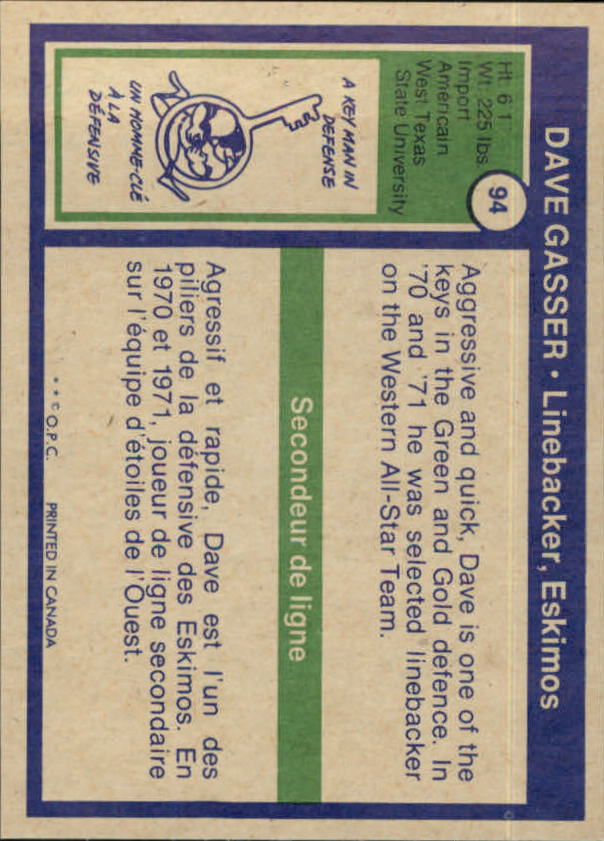 DAVE GASSER • Linebacker, Eskimos
94
Ht. 6'1"
Wt: 225 lbs.
Import
Americain
West Texas
State University
A KEY MAN IN
DEFENSE
UN HOMME-CLÉ
À LA
DÉFENSIVE
Aggressive and quick, Dave is one of the
keys in the Green and Gold defence. In
'70 and '71 he was selected linebacker
on the Western All-Star Team.
Secondeur de ligne
Agressif et rapide, Dave est l'un des
piliers de la défensive des Eskimos. En
1970 et 1971, joueur de ligne secondaire
sur l'équipe d'étoiles de l'Ouest.
* * © O.P.C. PRINTED IN CANADA